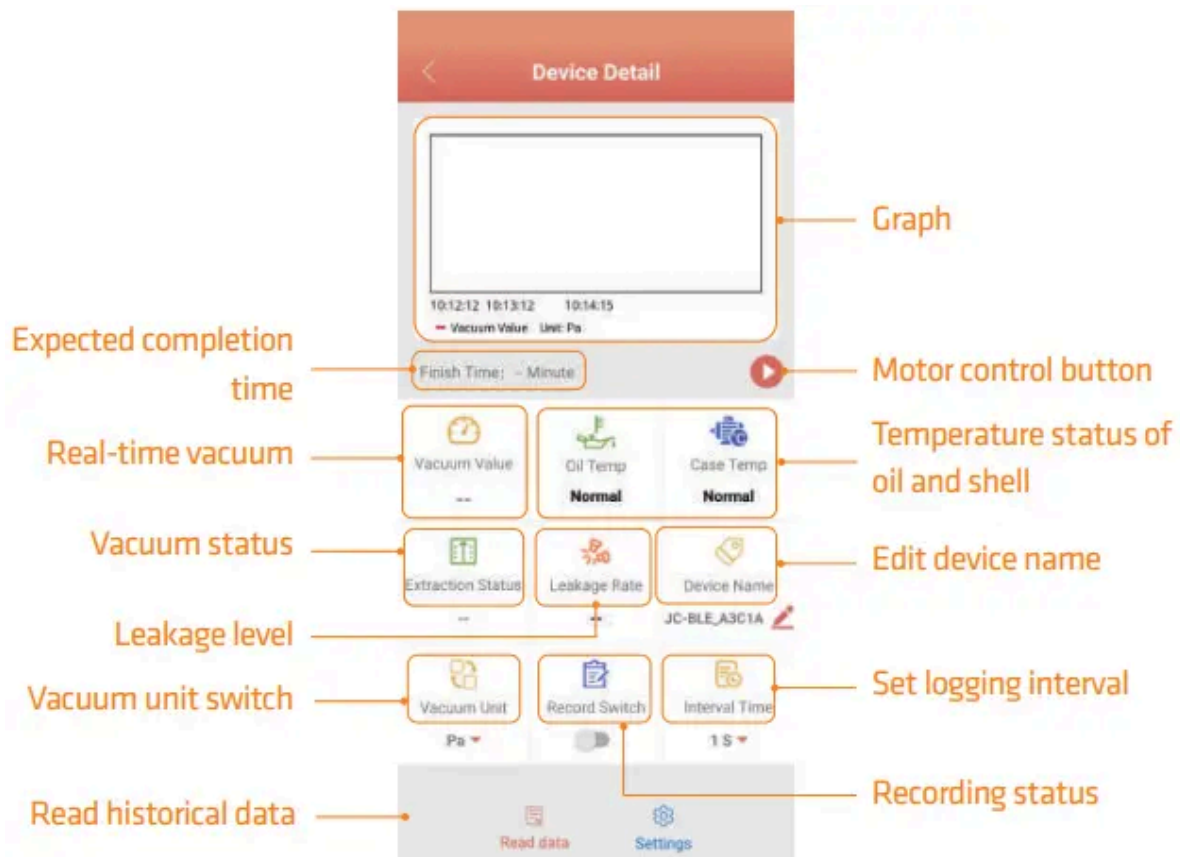 Device Detail
Graph
10:12:12 10:13:12 10:14:15
Vacuum Value Unit: Pa
Expected completion
time
Finish Time: - Minute
Motor control button
Real-time vacuum
Vacuum Value
--
Oil Temp
Normal
Case Temp
Normal
Temperature status of
oil and shell
Vacuum status
Extraction Status
--
Leakage Rate
--
Device Name
JC-BLE_A3C1A
Edit device name
Leakage level
Vacuum unit switch
Vacuum Unit
Pa
Record Switch
Interval Time
1 S
Set logging interval
Recording status
Read historical data
Read data
Settings